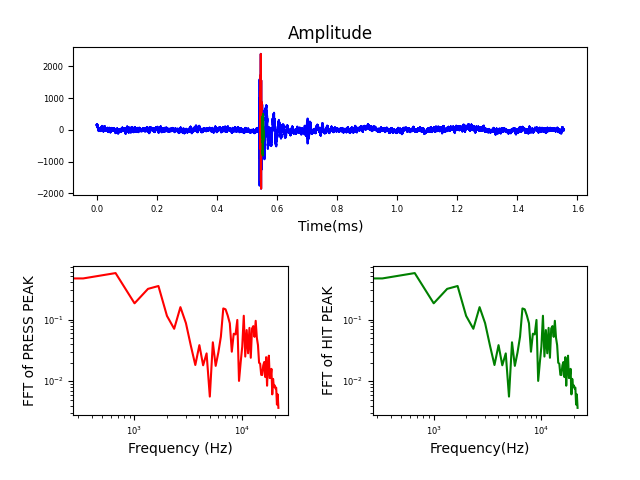 Amplitude
2000
1000
0
−1000
−2000
0.0 0.2 0.4 0.6 0.8 1.0 1.2 1.4 1.6
Time(ms)
FFT of PRESS PEAK
10⁻¹
10⁻²
10³ 10⁴
Frequency (Hz)
FFT of HIT PEAK
10⁻¹
10⁻²
10³ 10⁴
Frequency(Hz)